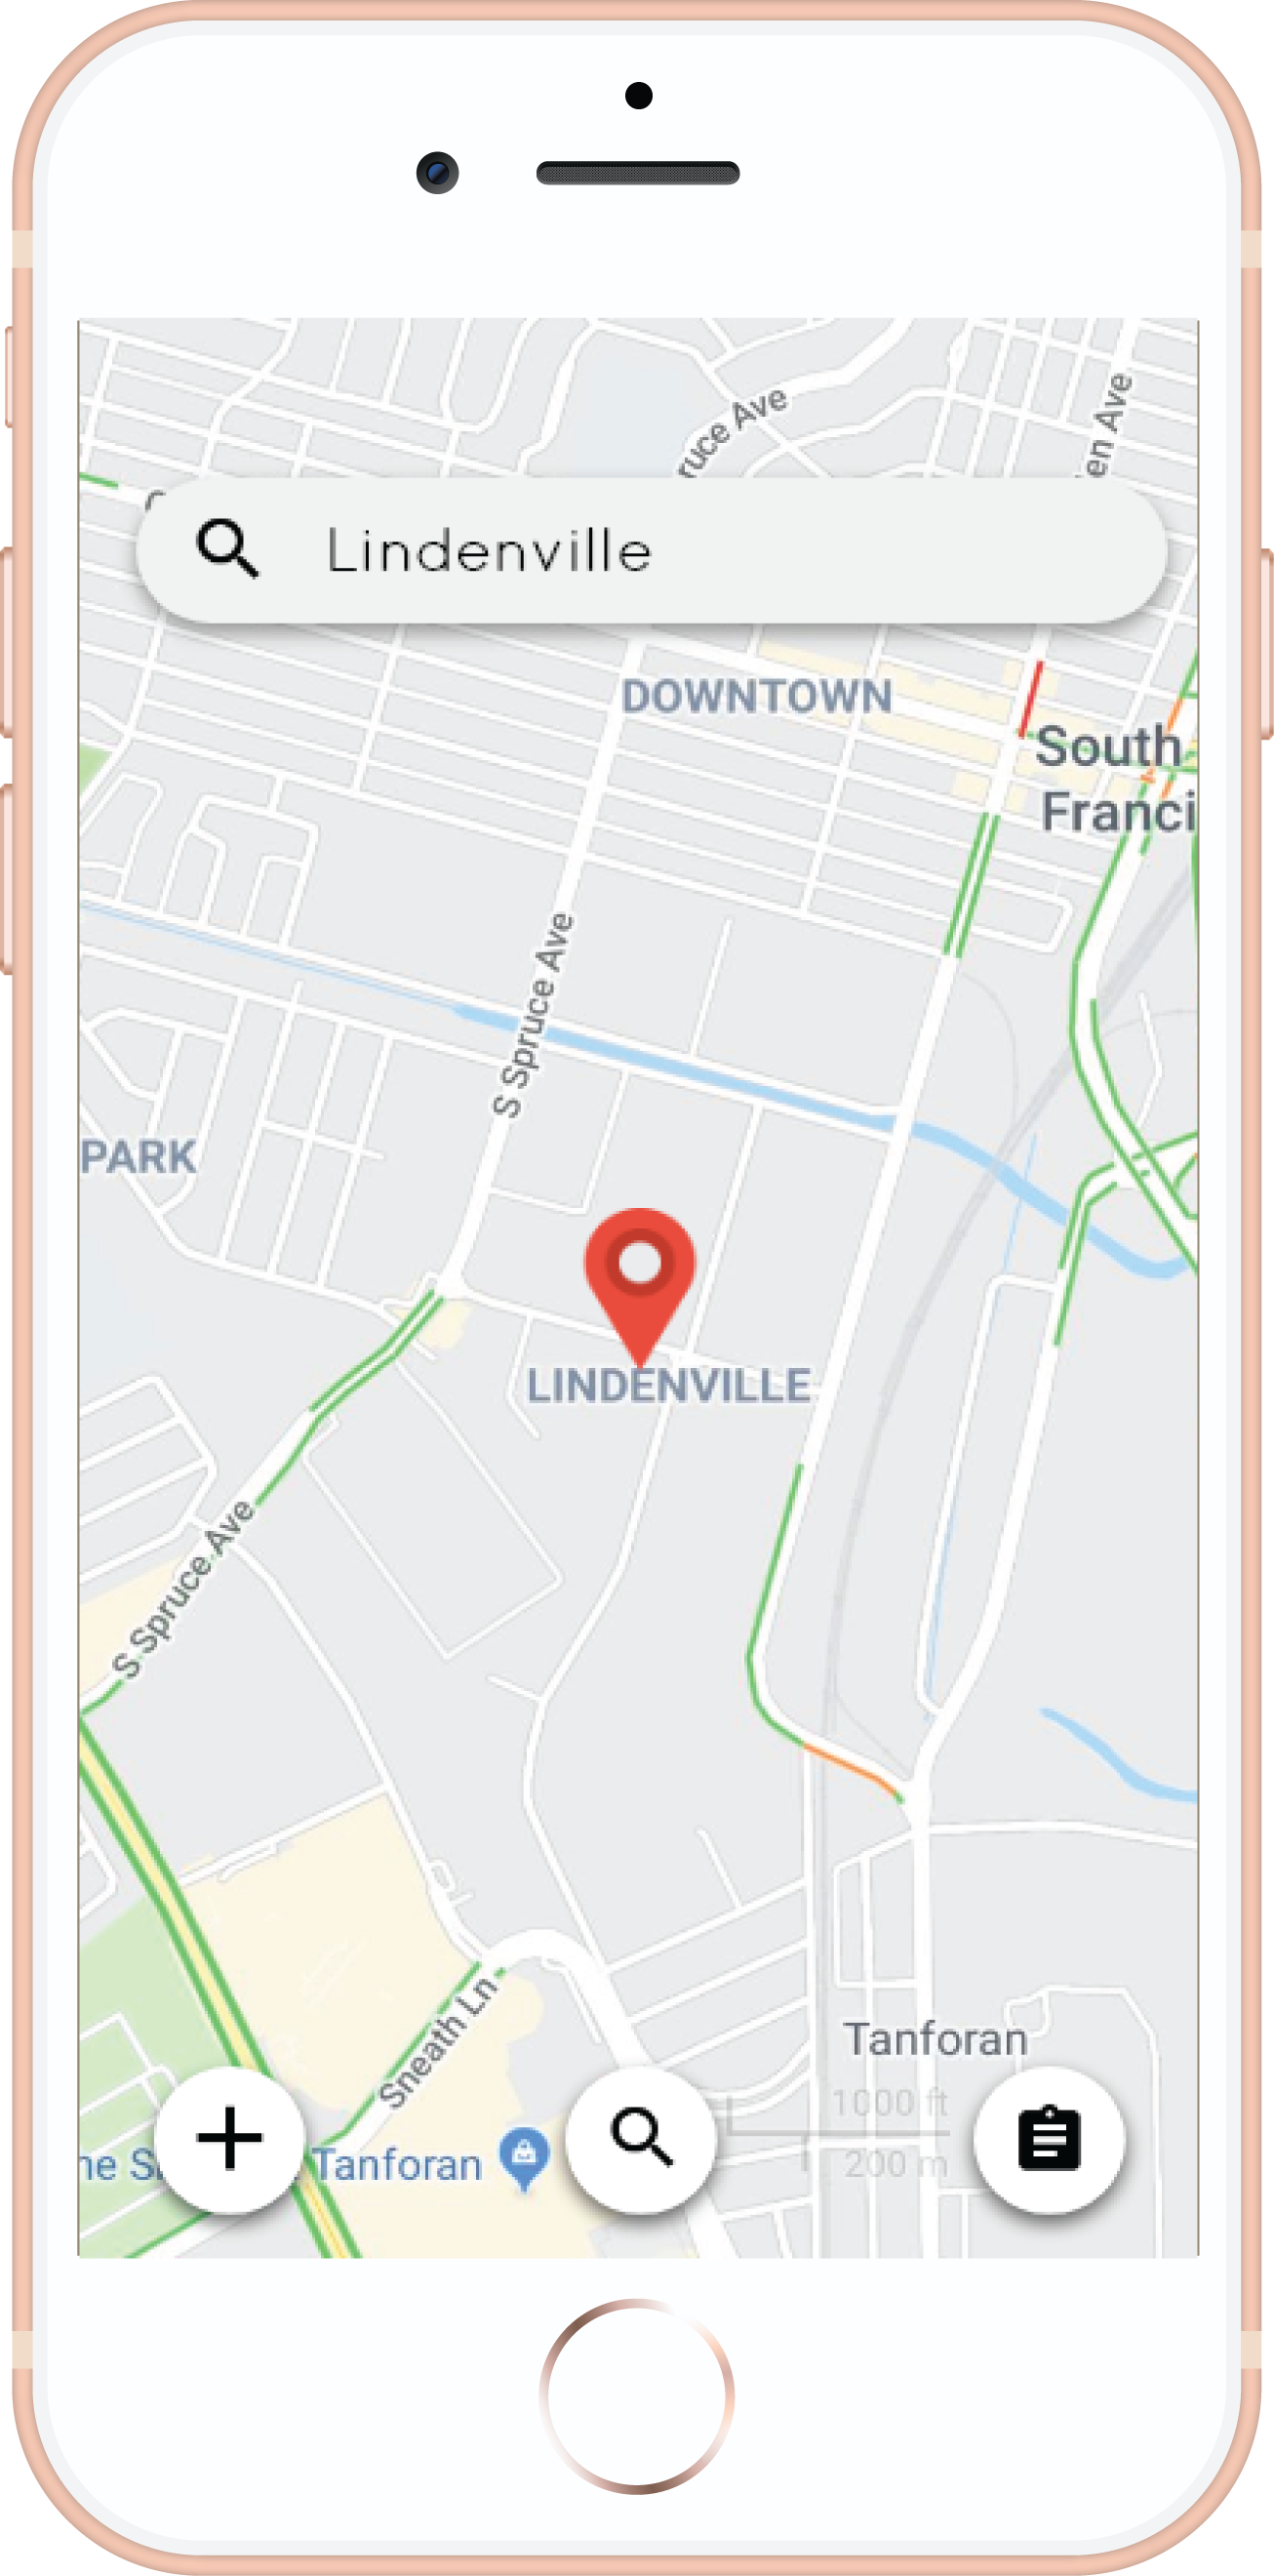 ruce Ave
en Ave
Lindenville
DOWNTOWN
South
Franci
S Spruce Ave
PARK
LINDENVILLE
S Spruce Ave
Sneath Ln
Tanforan
1000 ft
200 m
ne S
Tanforan